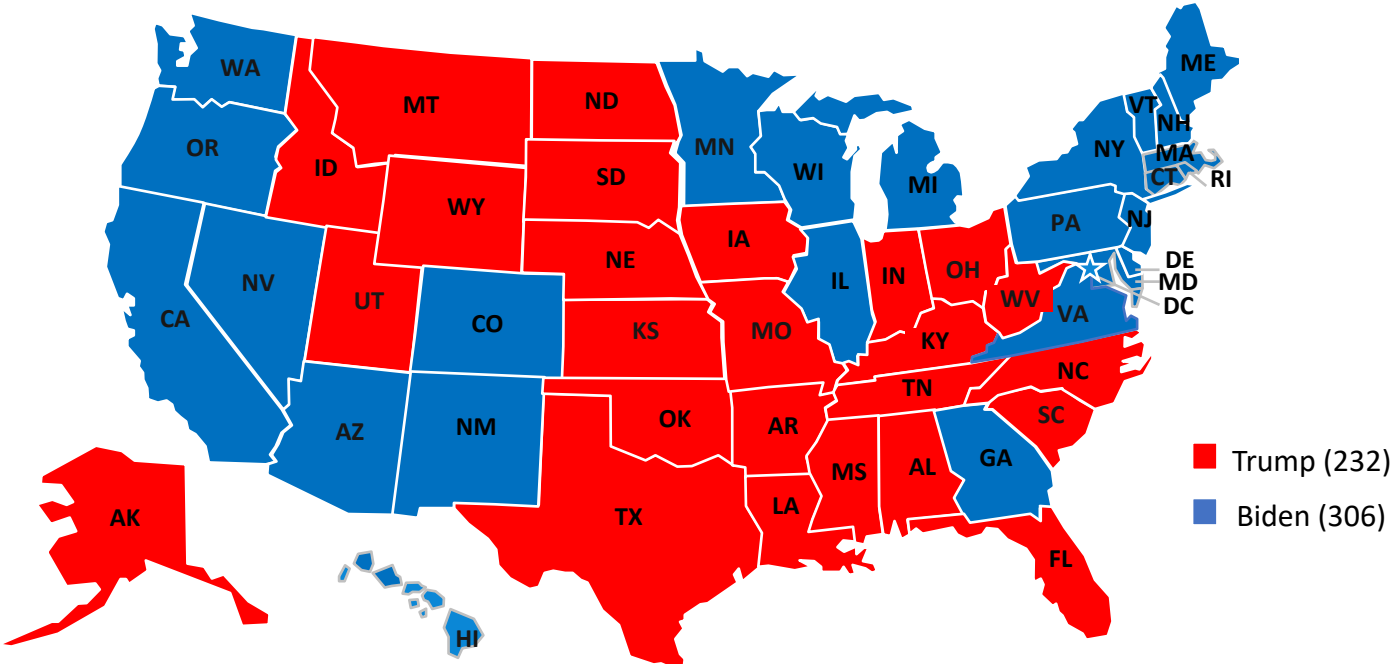 WA
MT
ND
MN
ME
VT
NH
OR
ID
SD
WI
MI
NY
MA
CT
RI
WY
IA
PA
NJ
NV
UT
NE
IL
IN
OH
WV
DE
MD
DC
CA
CO
KS
MO
KY
VA
AZ
NM
OK
AR
TN
NC
SC
MS
AL
GA
AK
TX
LA
FL
HI
Trump (232)
Biden (306)